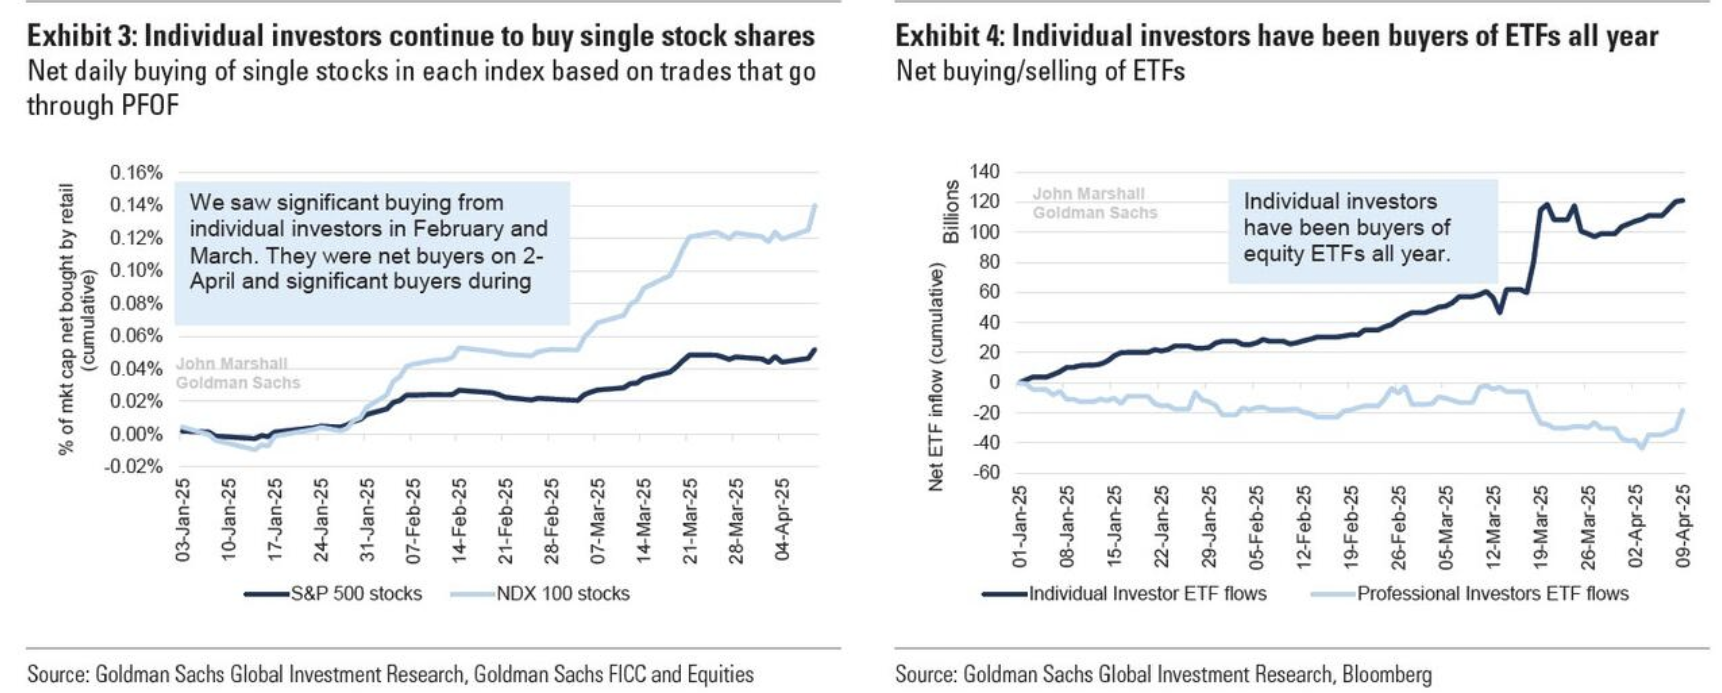 Exhibit 3: Individual investors continue to buy single stock shares
Net daily buying of single stocks in each index based on trades that go
through PFOF
% of mkt cap net bought by retail
(cumulative)
0.16%
0.14%
0.12%
0.10%
0.08%
0.06%
0.04%
0.02%
0.00%
-0.02%
We saw significant buying from
individual investors in February and
March. They were net buyers on 2-
April and significant buyers during
John Marshall
Goldman Sachs
03-Jan-25
10-Jan-25
17-Jan-25
24-Jan-25
31-Jan-25
07-Feb-25
14-Feb-25
21-Feb-25
28-Feb-25
07-Mar-25
14-Mar-25
21-Mar-25
28-Mar-25
04-Apr-25
S&P 500 stocks
NDX 100 stocks
Source: Goldman Sachs Global Investment Research, Goldman Sachs FICC and Equities
Exhibit 4: Individual investors have been buyers of ETFs all year
Net buying/selling of ETFs
Net ETF inflow (cumulative)
Billions
140
120
100
80
60
40
20
0
-20
-40
-60
John Marshall
Goldman Sachs
Individual investors
have been buyers of
equity ETFs all year.
01-Jan-25
08-Jan-25
15-Jan-25
22-Jan-25
29-Jan-25
05-Feb-25
12-Feb-25
19-Feb-25
26-Feb-25
05-Mar-25
12-Mar-25
19-Mar-25
26-Mar-25
02-Apr-25
09-Apr-25
Individual Investor ETF flows
Professional Investors ETF flows
Source: Goldman Sachs Global Investment Research, Bloomberg